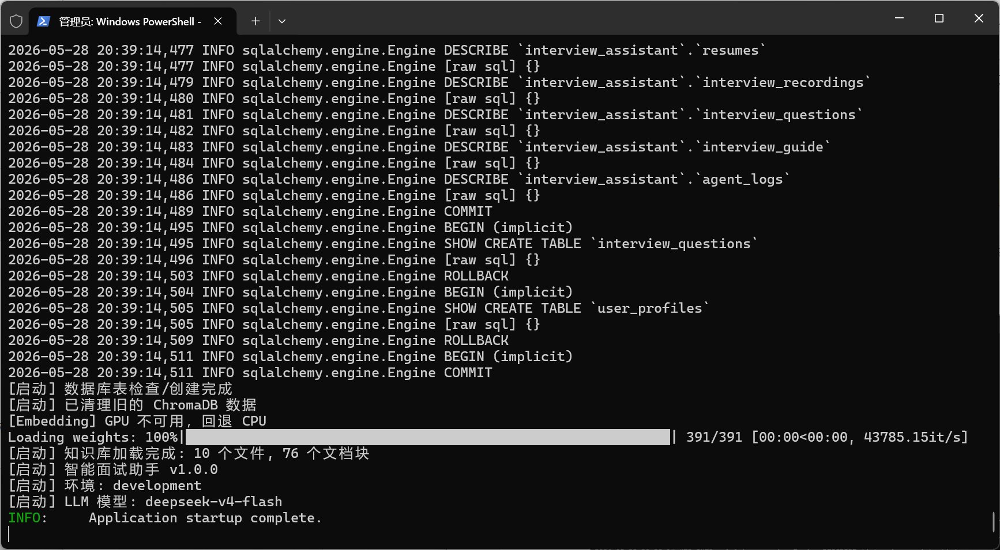 管理员: Windows PowerShell -
2026-05-28 20:39:14,477 INFO sqlalchemy.engine.Engine DESCRIBE `interview_assistant`.`resumes`
2026-05-28 20:39:14,477 INFO sqlalchemy.engine.Engine [raw sql] {}
2026-05-28 20:39:14,479 INFO sqlalchemy.engine.Engine DESCRIBE `interview_assistant`.`interview_recordings`
2026-05-28 20:39:14,480 INFO sqlalchemy.engine.Engine [raw sql] {}
2026-05-28 20:39:14,481 INFO sqlalchemy.engine.Engine DESCRIBE `interview_assistant`.`interview_questions`
2026-05-28 20:39:14,482 INFO sqlalchemy.engine.Engine [raw sql] {}
2026-05-28 20:39:14,483 INFO sqlalchemy.engine.Engine DESCRIBE `interview_assistant`.`interview_guide`
2026-05-28 20:39:14,484 INFO sqlalchemy.engine.Engine [raw sql] {}
2026-05-28 20:39:14,486 INFO sqlalchemy.engine.Engine DESCRIBE `interview_assistant`.`agent_logs`
2026-05-28 20:39:14,486 INFO sqlalchemy.engine.Engine [raw sql] {}
2026-05-28 20:39:14,489 INFO sqlalchemy.engine.Engine COMMIT
2026-05-28 20:39:14,495 INFO sqlalchemy.engine.Engine BEGIN (implicit)
2026-05-28 20:39:14,495 INFO sqlalchemy.engine.Engine SHOW CREATE TABLE `interview_questions`
2026-05-28 20:39:14,496 INFO sqlalchemy.engine.Engine [raw sql] {}
2026-05-28 20:39:14,503 INFO sqlalchemy.engine.Engine ROLLBACK
2026-05-28 20:39:14,504 INFO sqlalchemy.engine.Engine BEGIN (implicit)
2026-05-28 20:39:14,505 INFO sqlalchemy.engine.Engine SHOW CREATE TABLE `user_profiles`
2026-05-28 20:39:14,505 INFO sqlalchemy.engine.Engine [raw sql] {}
2026-05-28 20:39:14,509 INFO sqlalchemy.engine.Engine ROLLBACK
2026-05-28 20:39:14,511 INFO sqlalchemy.engine.Engine BEGIN (implicit)
2026-05-28 20:39:14,511 INFO sqlalchemy.engine.Engine COMMIT
[启动] 数据库表检查/创建完成
[启动] 已清理旧的 ChromaDB 数据
[Embedding] GPU 不可用，回退 CPU
Loading weights: 100%| | 391/391 [00:00<00:00, 43785.15it/s]
[启动] 知识库加载完成: 10 个文件, 76 个文档块
[启动] 智能面试助手 v1.0.0
[启动] 环境: development
[启动] LLM 模型: deepseek-v4-flash
INFO:     Application startup complete.